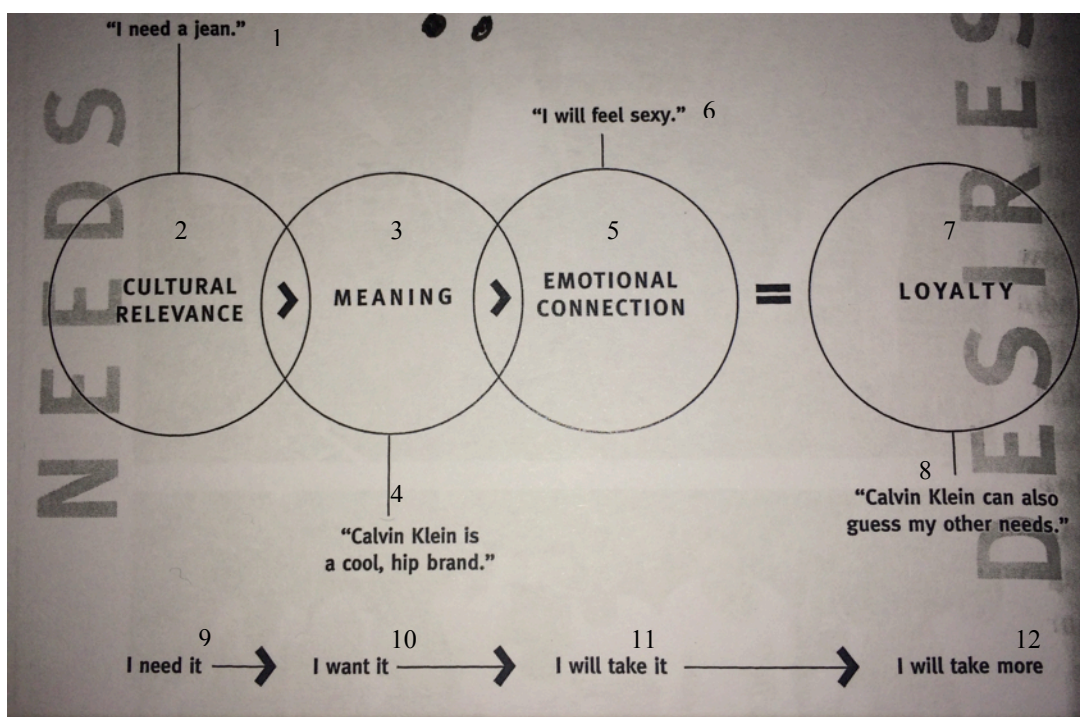 “I need a jean.” 1
“I will feel sexy.” 6
NEEDS
DESIRES
2
3
5
7
CULTURAL
RELEVANCE
MEANING
EMOTIONAL
CONNECTION
=
LOYALTY
4
“Calvin Klein is
a cool, hip brand.”
8
“Calvin Klein can also
guess my other needs.”
9
10
11
12
I need it
I want it
I will take it
I will take more